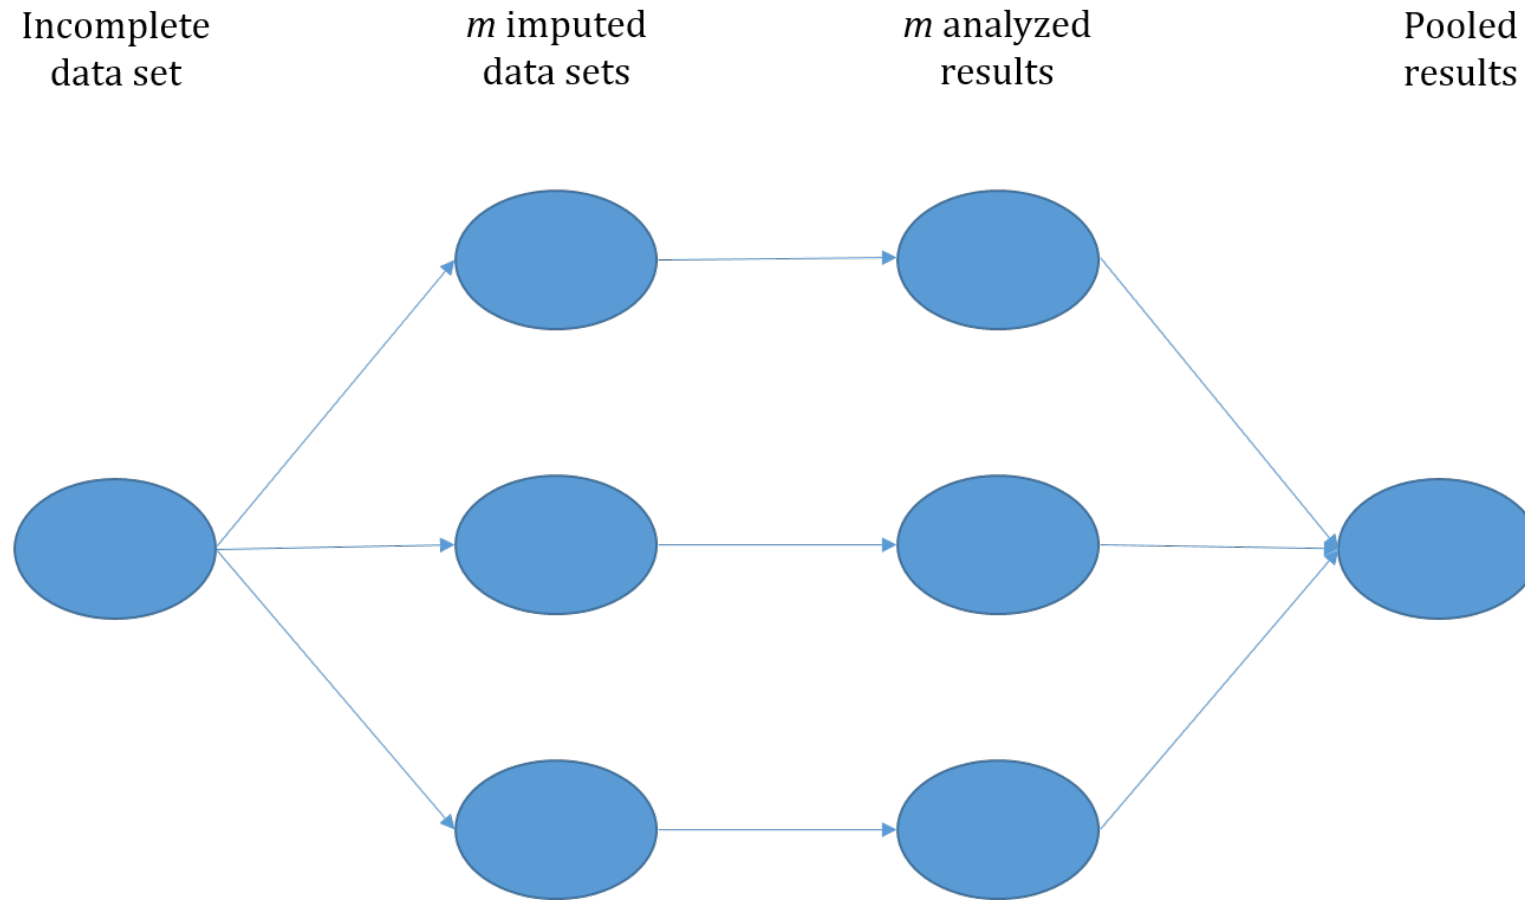 Incomplete
data set
m imputed
data sets
m analyzed
results
Pooled
results